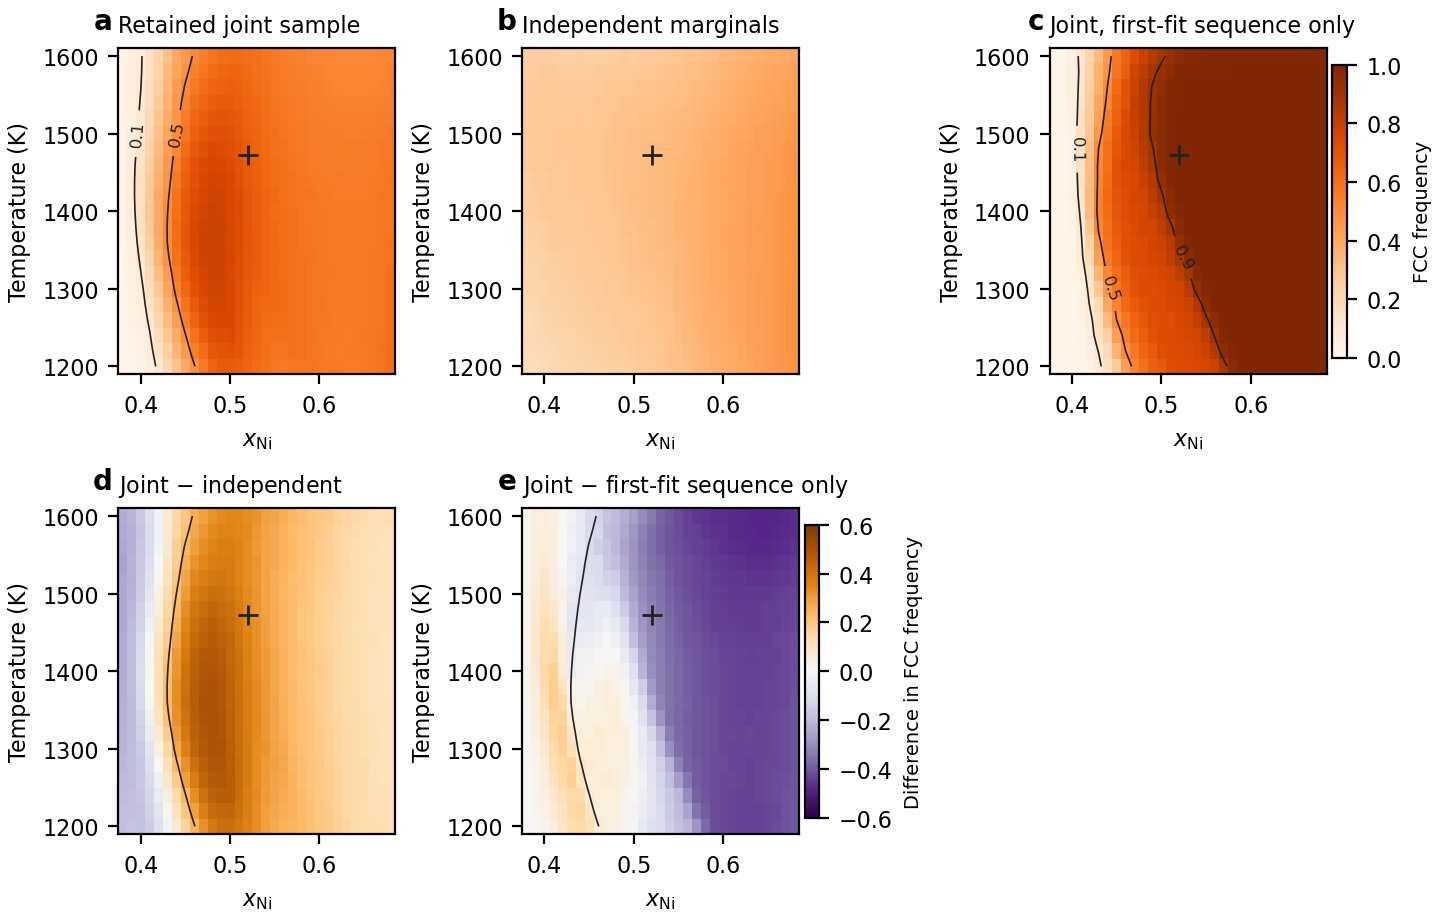 a Retained joint sample
1600
1500
1400
1300
1200
Temperature (K)
0.1
0.5
0.4 0.5 0.6
xNi
b Independent marginals
1600
1500
1400
1300
1200
Temperature (K)
0.4 0.5 0.6
xNi
c Joint, first-fit sequence only
1600
1500
1400
1300
1200
Temperature (K)
0.1
0.5
0.9
0.4 0.5 0.6
xNi
1.0
0.8
0.6
0.4
0.2
0.0
FCC frequency
d Joint − independent
1600
1500
1400
1300
1200
Temperature (K)
0.4 0.5 0.6
xNi
e Joint − first-fit sequence only
1600
1500
1400
1300
1200
Temperature (K)
0.4 0.5 0.6
xNi
0.6
0.4
0.2
0.0
−0.2
−0.4
−0.6
Difference in FCC frequency